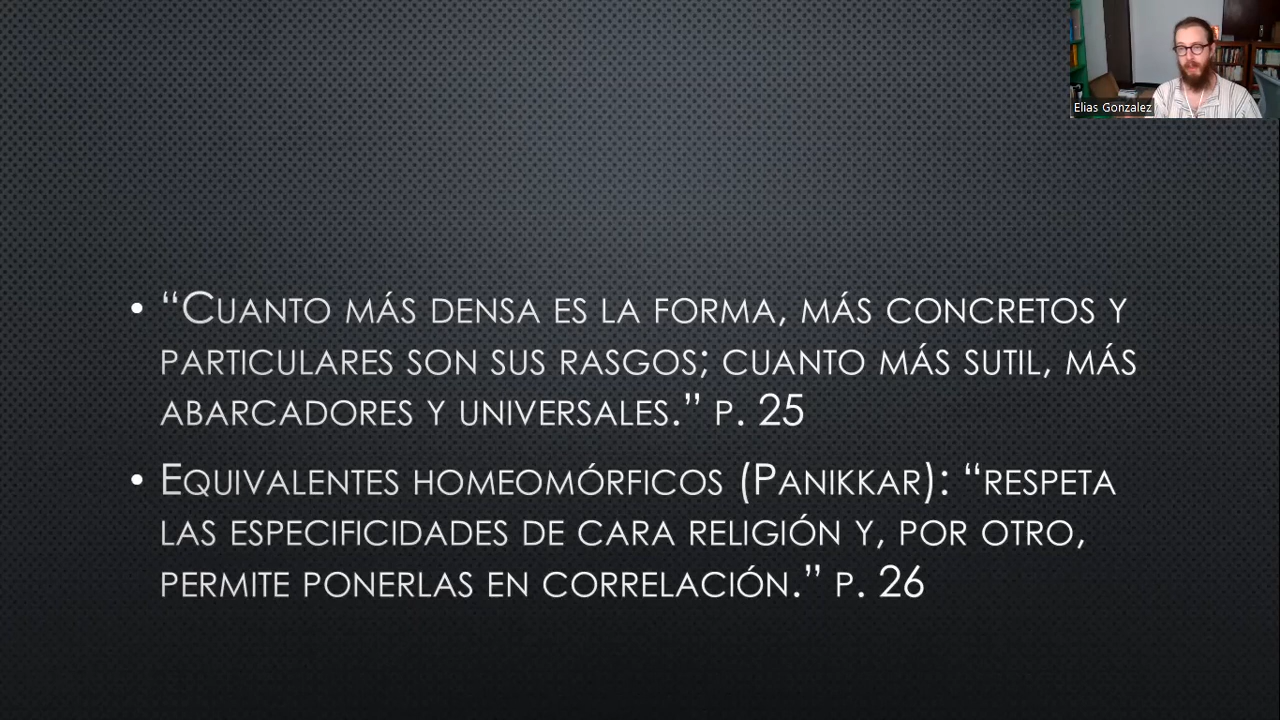 Elias Gonzalez
• “Cuanto más densa es la forma, más concretos y
particulares son sus rasgos; cuanto más sutil, más
abarcadores y universales.” p. 25
• Equivalentes homeomórficos (Panikkar): “respeta
las especificidades de cara religión y, por otro,
permite ponerlas en correlación.” p. 26